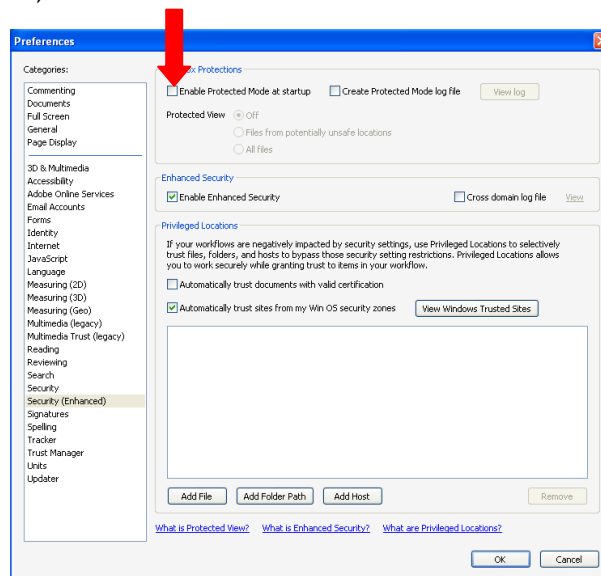 Preferences
Categories:
Commenting
Documents
Full Screen
General
Page Display
3D & Multimedia
Accessibility
Adobe Online Services
Email Accounts
Forms
Identity
Internet
JavaScript
Language
Measuring (2D)
Measuring (3D)
Measuring (Geo)
Multimedia (legacy)
Multimedia Trust (legacy)
Reading
Reviewing
Search
Security
Security (Enhanced)
Signatures
Spelling
Tracker
Trust Manager
Units
Updater
Protections
Enable Protected Mode at startup Create Protected Mode log file View log
Protected View Off
Files from potentially unsafe locations
All files
Enhanced Security
Enable Enhanced Security Cross domain log file View
Privileged Locations
If your workflows are negatively impacted by security settings, use Privileged Locations to selectively
trust files, folders, and hosts to bypass those security setting restrictions. Privileged Locations allows
you to work securely while granting trust to items in your workflow.
Automatically trust documents with valid certification
Automatically trust sites from my Win OS security zones View Windows Trusted Sites
Add File Add Folder Path Add Host Remove
What is Protected View? What is Enhanced Security? What are Privileged Locations?
OK Cancel